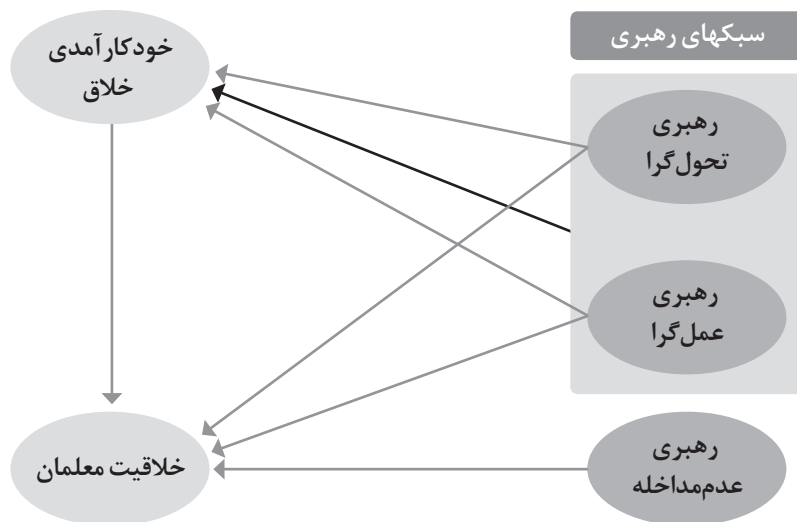 سبکهای رهبری
رهبری
تحول‌گرا
رهبری
عمل‌گرا
رهبری
عدم‌مداخله
خودکارآمدی
خلاق
خلاقیت معلمان